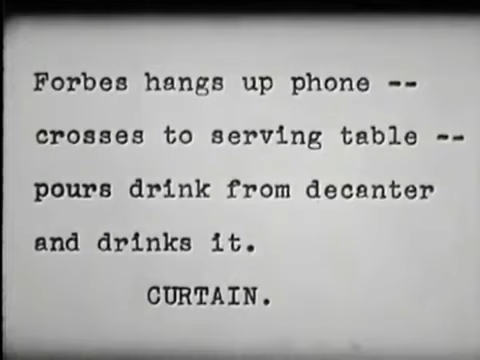 Forbes hangs up phone --
crosses to serving table --
pours drink from decanter
and drinks it.
CURTAIN.